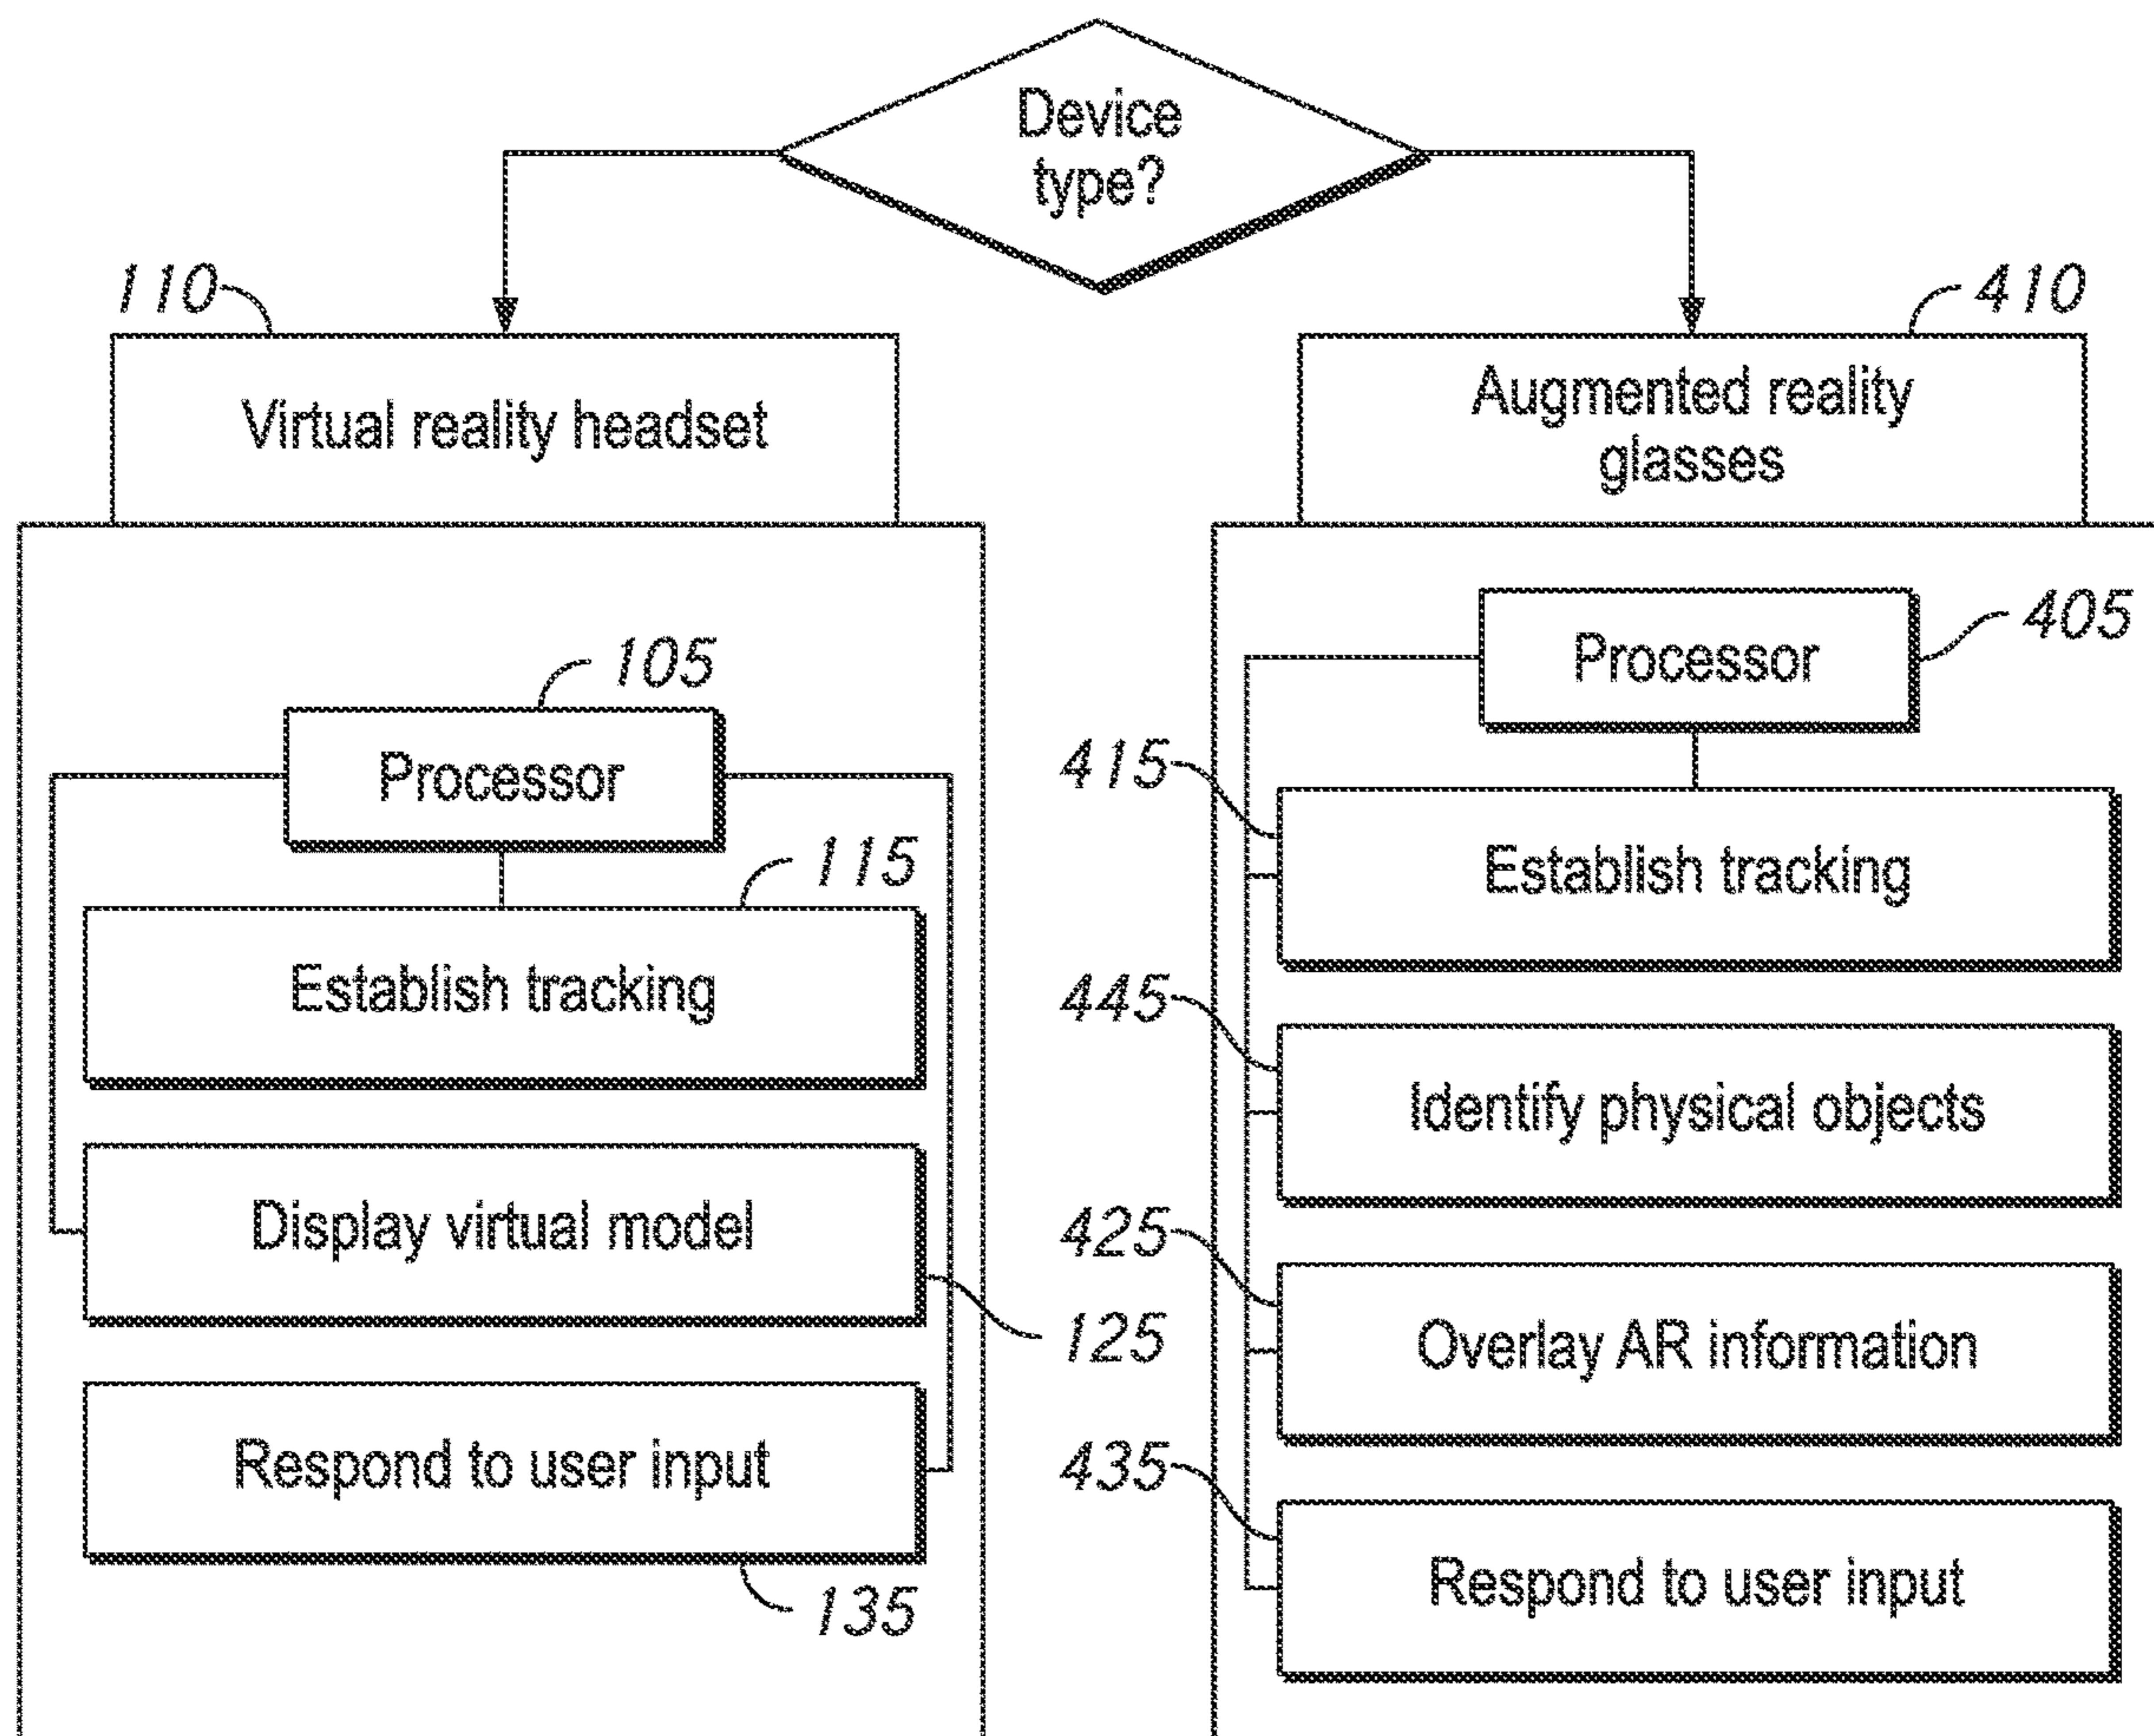 Device
type?
110
Virtual reality headset
105
Processor
115
Establish tracking
Display virtual model
125
Respond to user input
135
410
Augmented reality
glasses
405
Processor
415
Establish tracking
445
Identify physical objects
425
Overlay AR information
435
Respond to user input